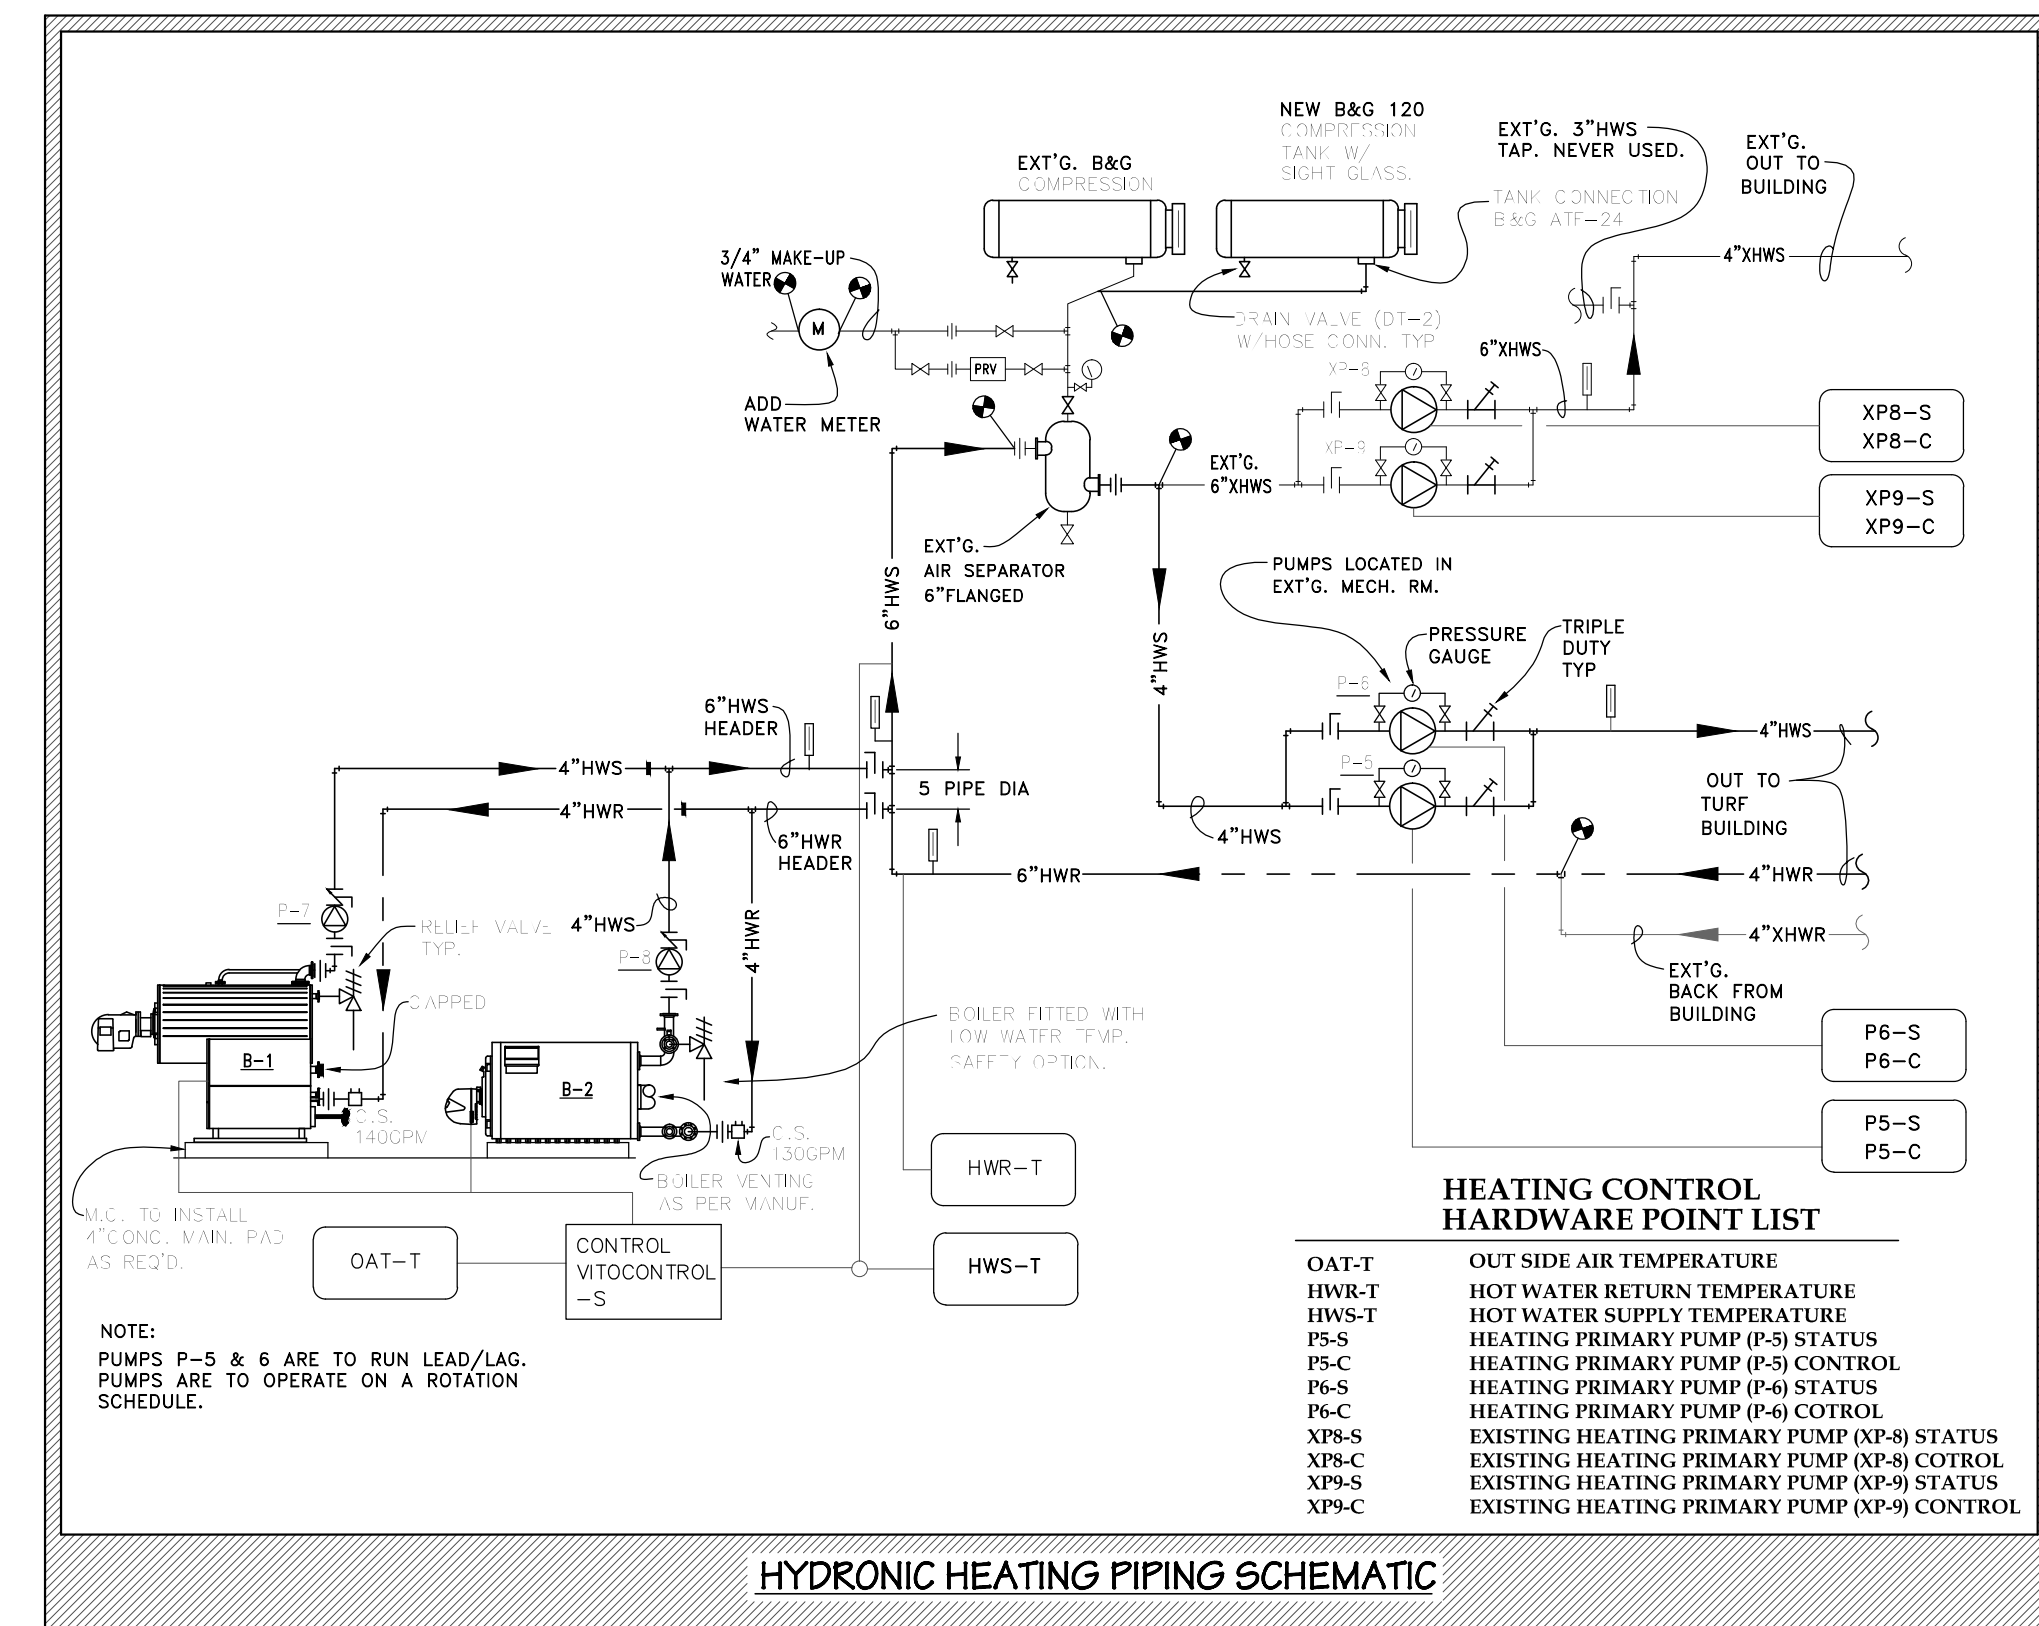 NEW B&G 120
COMPRESSION
TANK W/
SIGHT GLASS.
EXT'G. 3"HWS
TAP. NEVER USED.
EXT'G.
OUT TO
BUILDING
EXT'G. B&G
COMPRESSION
TANK CONNECTION
B&G ATF-24
3/4" MAKE-UP
WATER
4"XHWS
M
DRAIN VALVE (DT-2)
W/HOSE CONN. TYP
PRV
6"XHWS
XP-8
ADD
WATER METER
XP8-S
XP8-C
XP-9
EXT'G.
6"XHWS
XP9-S
XP9-C
EXT'G.
AIR SEPARATOR
6"FLANGED
6"HWS
PUMPS LOCATED IN
EXT'G. MECH. RM.
4"HWS
PRESSURE
GAUGE
TRIPLE
DUTY
TYP
P-6
6"HWS
HEADER
4"HWS
4"HWS
P-5
5 PIPE DIA
OUT TO
TURF
BUILDING
4"HWR
6"HWR
HEADER
4"HWS
6"HWR
4"HWR
P-7
RELIEF VALVE
TYP.
4"HWS
4"HWR
4"XHWR
P-8
EXT'G.
BACK FROM
BUILDING
CAPPED
BOILER FITTED WITH
LOW WATER TEMP.
SAFETY OPTION.
B-1
B-2
P6-S
P6-C
C.S.
140GPM
C.S.
130GPM
P5-S
P5-C
HWR-T
BOILER VENTING
AS PER MANUF.
M.C. TO INSTALL
4"CONC. MAIN. PAD
AS REQ'D.
OAT-T
CONTROL
VITOCONTROL
-S
HWS-T
NOTE:
PUMPS P-5 & 6 ARE TO RUN LEAD/LAG.
PUMPS ARE TO OPERATE ON A ROTATION
SCHEDULE.
HEATING CONTROL
HARDWARE POINT LIST
OAT-T OUT SIDE AIR TEMPERATURE
HWR-T HOT WATER RETURN TEMPERATURE
HWS-T HOT WATER SUPPLY TEMPERATURE
P5-S HEATING PRIMARY PUMP (P-5) STATUS
P5-C HEATING PRIMARY PUMP (P-5) CONTROL
P6-S HEATING PRIMARY PUMP (P-6) STATUS
P6-C HEATING PRIMARY PUMP (P-6) COTROL
XP8-S EXISTING HEATING PRIMARY PUMP (XP-8) STATUS
XP8-C EXISTING HEATING PRIMARY PUMP (XP-8) COTROL
XP9-S EXISTING HEATING PRIMARY PUMP (XP-9) STATUS
XP9-C EXISTING HEATING PRIMARY PUMP (XP-9) CONTROL
HYDRONIC HEATING PIPING SCHEMATIC